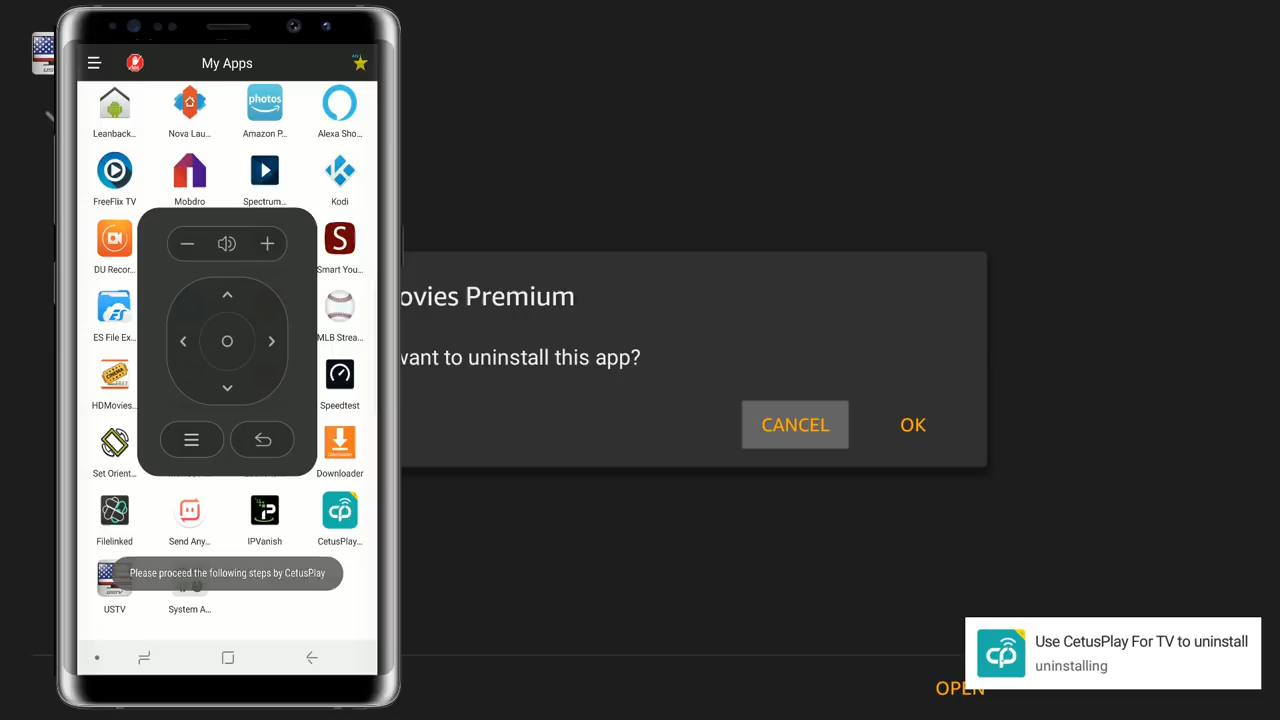 My Apps
Leanback..
Nova Lau...
Amazon P...
Alexa Sho...
photos
FreeFlix TV
Mobdro
Spectrum...
Kodi
DU Recor...
Smart You...
ES File Ex...
MLB Strea...
HDMovies..
Speedtest
Set Orient...
Downloader
Filelinked
Send Any...
IPVanish
CetusPlay...
Please proceed the following steps by CetusPlay
USTV
System A...
ovies Premium
want to uninstall this app?
CANCEL
OK
Use CetusPlay For TV to uninstall
uninstalling
OPEN